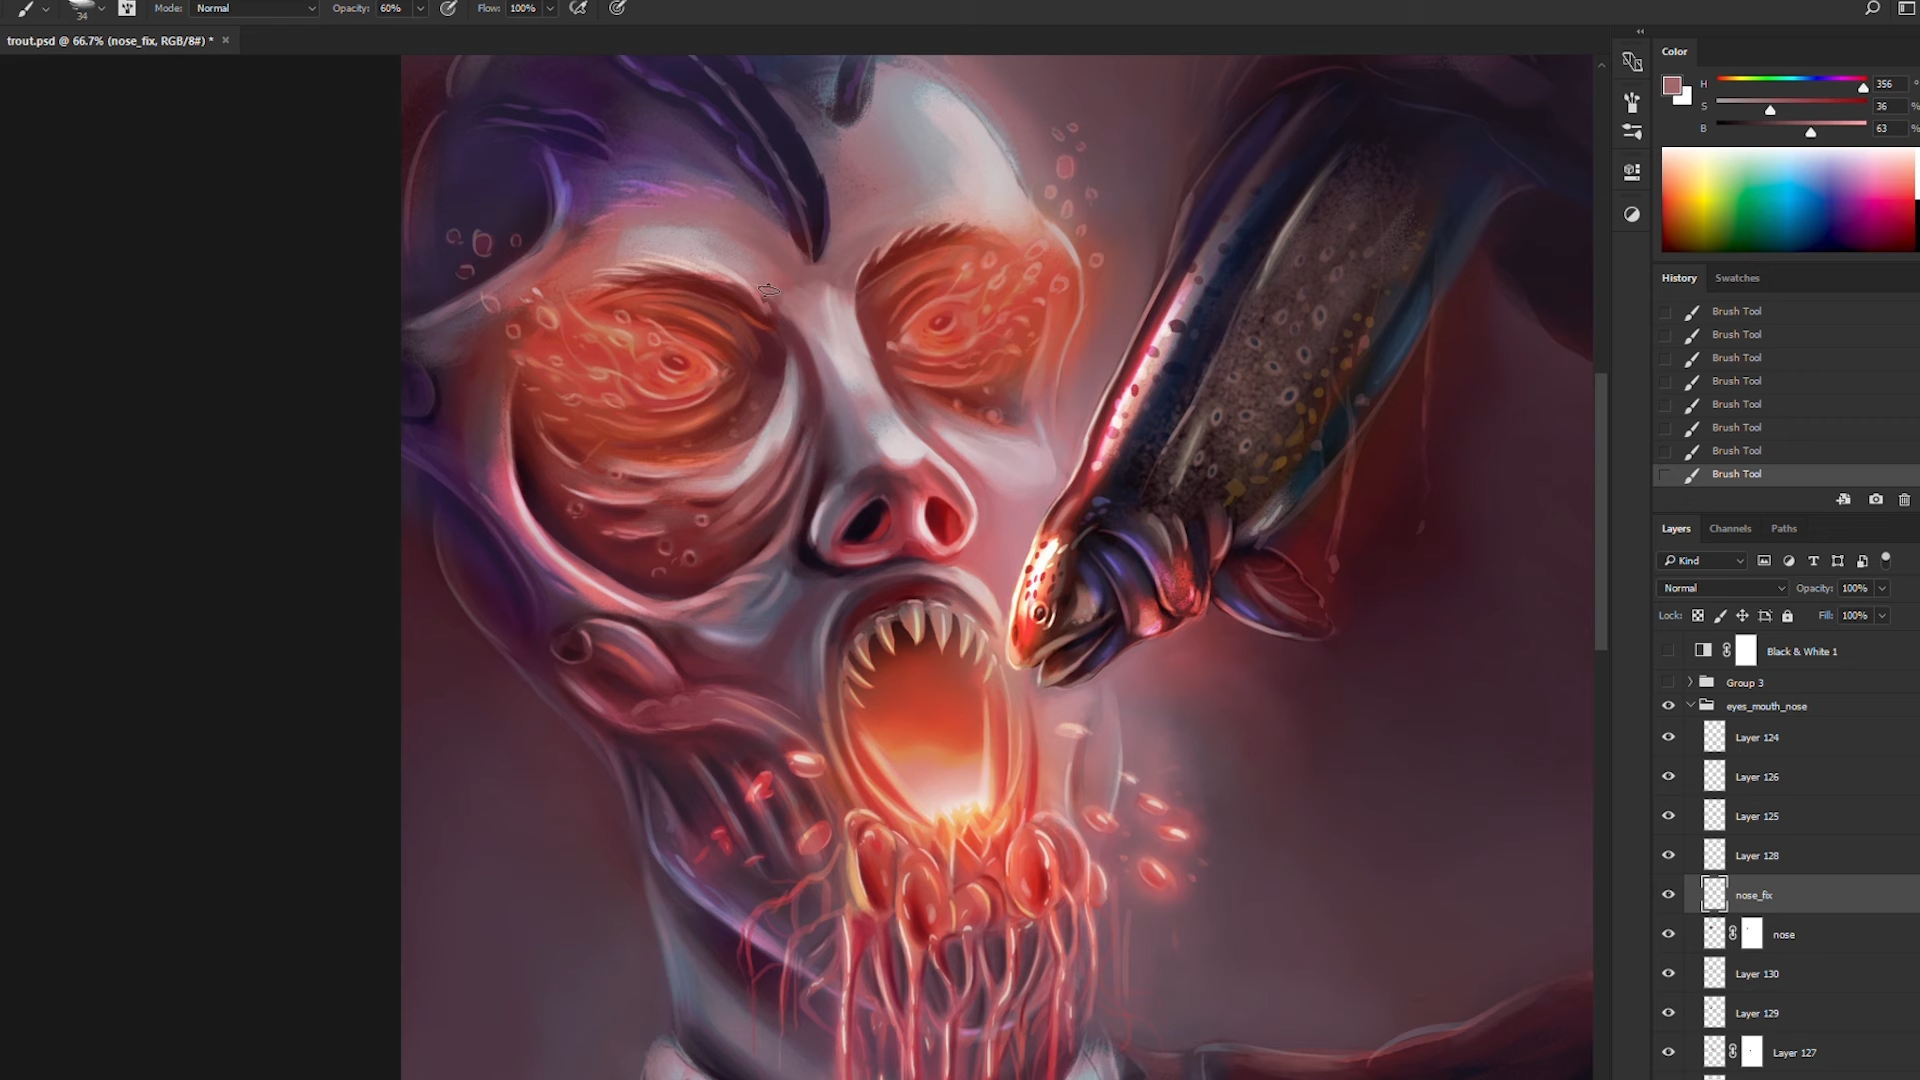 34
Mode: Normal
Opacity: 60%
Flow: 100%
trout.psd @ 66.7% (nose_fix, RGB/8#) *
Color
H 356 °
S 36 %
B 63 %
History Swatches
Brush Tool
Brush Tool
Brush Tool
Brush Tool
Brush Tool
Brush Tool
Brush Tool
Brush Tool
Layers Channels Paths
Kind
Normal Opacity: 100%
Lock: Fill: 100%
Black & White 1
Group 3
eyes_mouth_nose
Layer 124
Layer 126
Layer 125
Layer 128
nose_fix
nose
Layer 130
Layer 129
Layer 127